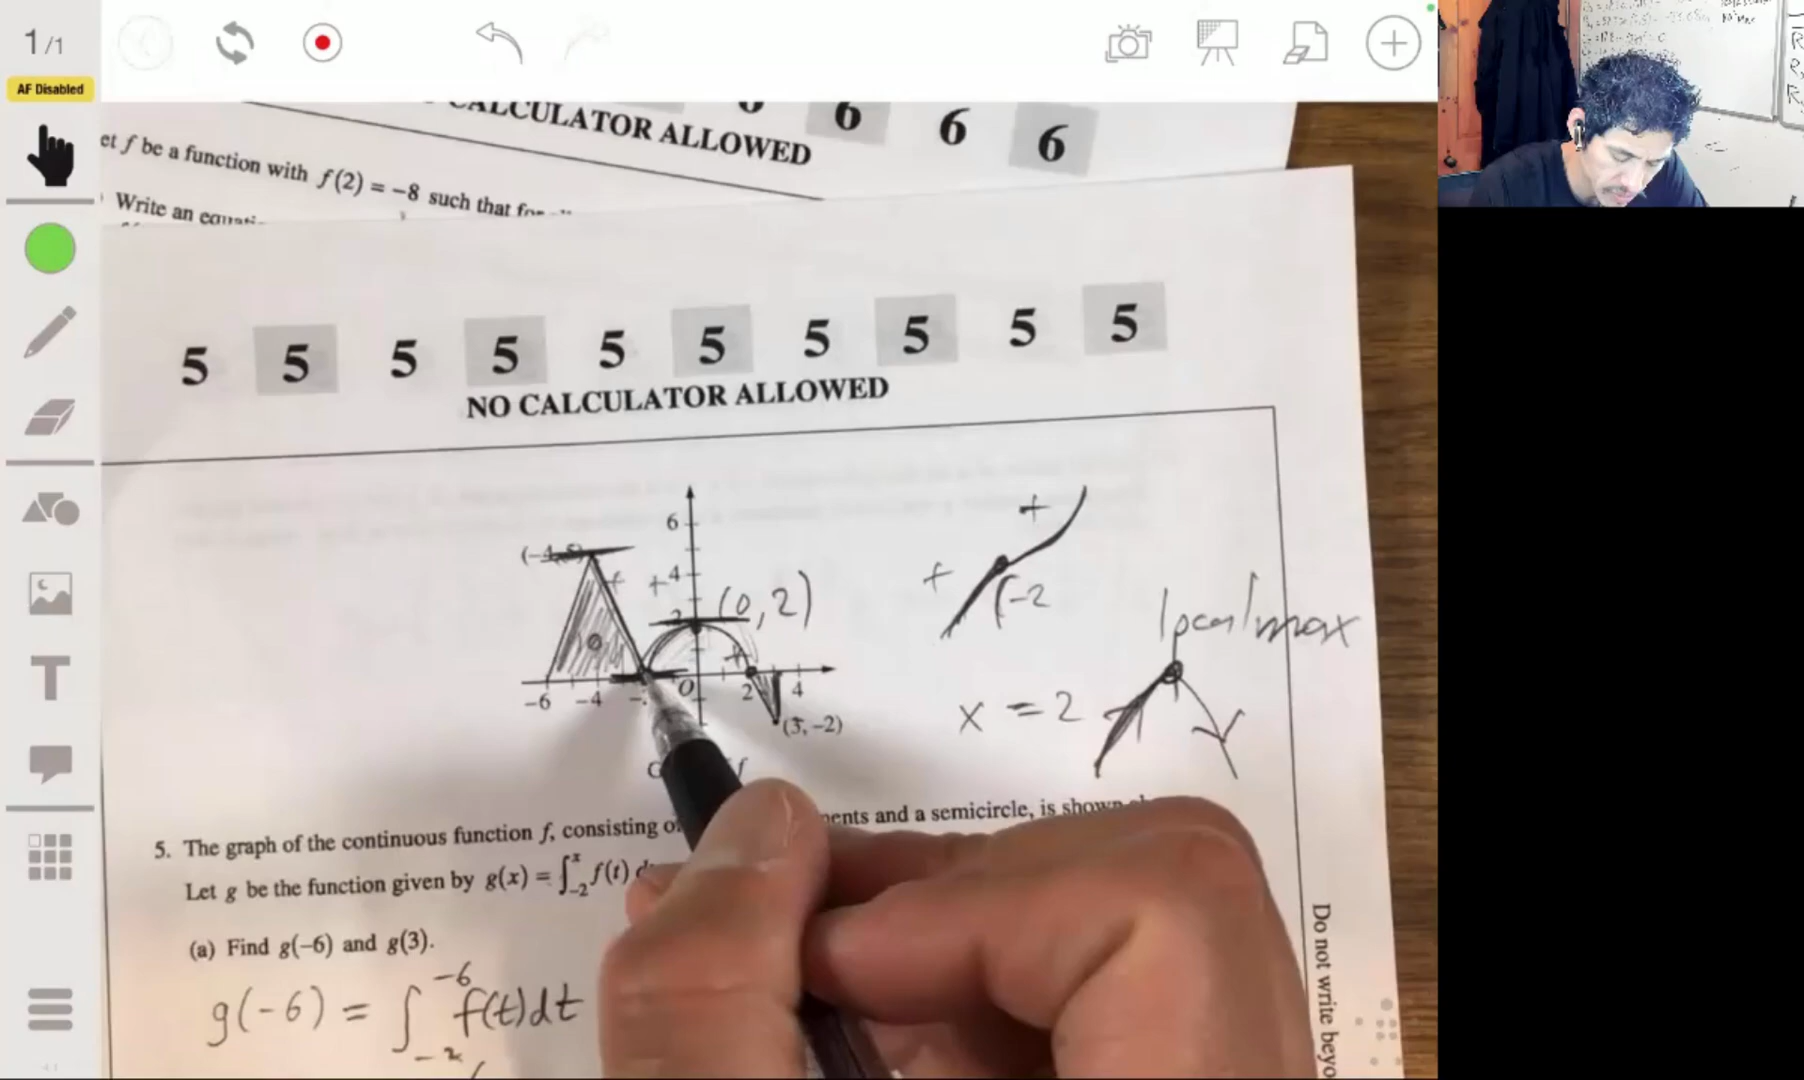 1/1
AF Disabled
CALCULATOR ALLOWED
6 6 6
et f be a function with f(2) = −8 such that for
Write an
5 5 5 5 5 5 5 5 5 5
NO CALCULATOR ALLOWED
6
4
2
+
+
+
(0,2)
+
+
(-2
local max
x = 2
-6 -4 O 2 4
(3, −2)
f
5. The graph of the continuous function f, consisting ents and a semicircle, is shown
Let g be the function given by g(x) = ∫₋₂ˣ f(t)
(a) Find g(−6) and g(3).
g(-6) = ∫₋₂⁻⁶ f(t)dt
Do not write beyo
T